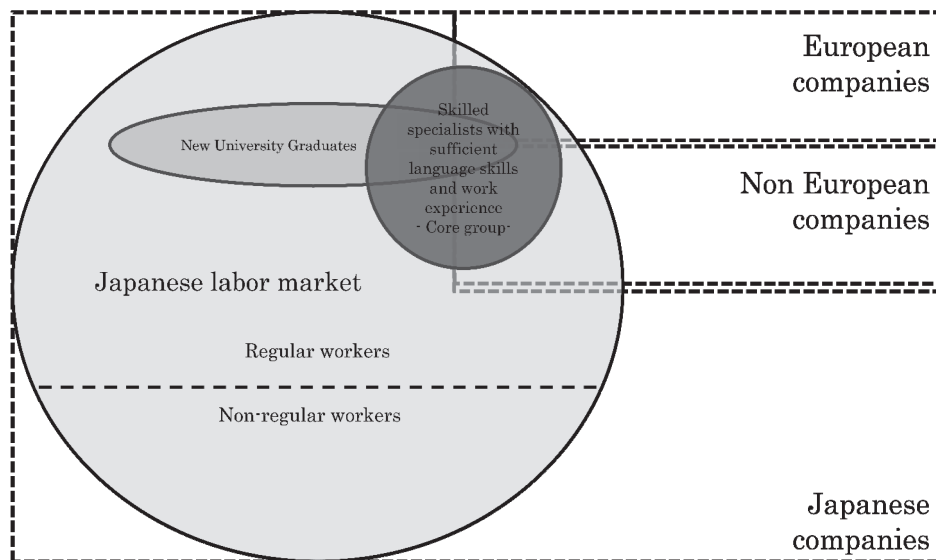 European
companies
Skilled
specialists with
sufficient
language skills
and work
experience
- Core group-
New University Graduates
Non European
companies
Japanese labor market
Regular workers
Non-regular workers
Japanese
companies